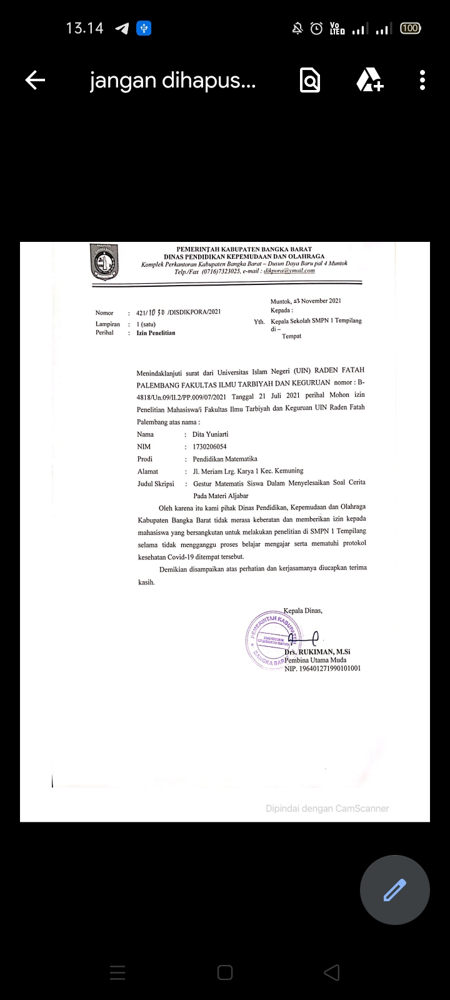 13.14
Vo
LTED
100
jangan dihapus...
PEMERINTAH KABUPATEN BANGKA BARAT
DINAS PENDIDIKAN KEPEMUDAAN DAN OLAHRAGA
Komplek Perkantoran Kabupaten Bangka Barat – Dusun Daya Baru pal 4 Muntok
Telp./Fax (0716)7323025, e-mail : dikpora@ymail.com
Muntok, 23 November 2021
Kepada :
Nomor : 421/1030 /DISDIKPORA/2021
Lampiran : 1 (satu)
Perihal : Izin Penelitian
Yth. Kepala Sekolah SMPN 1 Tempilang
di –
Tempat
Menindaklanjuti surat dari Universitas Islam Negeri (UIN) RADEN FATAH
PALEMBANG FAKULTAS ILMU TARBIYAH DAN KEGURUAN nomor : B-
4818/Un.09/II.2/PP.009/07/2021 Tanggal 21 Juli 2021 perihal Mohon izin
Penelitian Mahasiswa/i Fakultas Ilmu Tarbiyah dan Keguruan UIN Raden Fatah
Palembang atas nama :
Nama : Dita Yuniarti
NIM : 1730206054
Prodi : Pendidikan Matematika
Alamat : Jl. Meriam Lrg. Karya 1 Kec. Kemuning
Judul Skripsi : Gestur Matematis Siswa Dalam Menyelesaikan Soal Cerita
Pada Materi Aljabar
Oleh karena itu kami pihak Dinas Pendidikan, Kepemudaan dan Olahraga
Kabupaten Bangka Barat tidak merasa keberatan dan memberikan izin kepada
mahasiswa yang bersangkutan untuk melakukan penelitian di SMPN 1 Tempilang
selama tidak mengganggu proses belajar mengajar serta mematuhi protokol
kesehatan Covid-19 ditempat tersebut.
Demikian disampaikan atas perhatian dan kerjasamanya diucapkan terima
kasih.
Kepala Dinas,
PEMERINTAH KABUPATEN
BANGKA BARAT
Drs. RUKIMAN, M.Si
Pembina Utama Muda
NIP. 196401271990101001
Dipindai dengan CamScanner